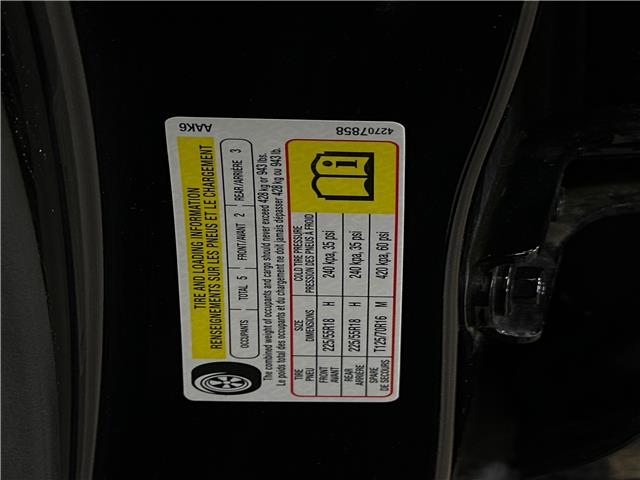 AAK6
42707858
TIRE AND LOADING INFORMATION
RENSEIGNEMENTS SUR LES PNEUS ET LE CHARGEMENT
OCCUPANTS TOTAL 5 FRONT/AVANT 2 REAR/ARRIÈRE 3
The combined weight of occupants and cargo should never exceed 428 kg or 943 lbs.
Le poids total des occupants et du chargement ne doit jamais dépasser 428 kg ou 943 lb.
TIRE SIZE COLD TIRE PRESSURE
PNEU DIMENSIONS PRESSION DES PNEUS À FROID
FRONT 225/55R18 H 240 kpa, 35 psi
AVANT
REAR 225/55R18 H 240 kpa, 35 psi
ARRIÈRE
SPARE T125/70R16 M 420 kpa, 60 psi
DE SECOURS
i